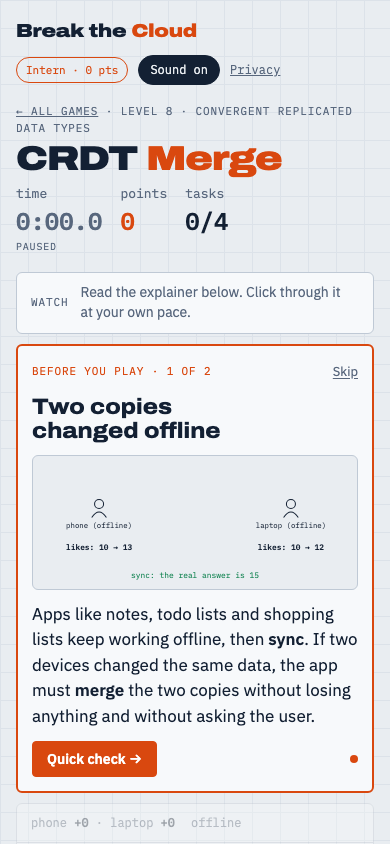 Break the Cloud
Intern · 0 pts Sound on Privacy
← ALL GAMES · LEVEL 8 · CONVERGENT REPLICATED
DATA TYPES
CRDT Merge
time points tasks
0:00.0 0 0/4
PAUSED
WATCH Read the explainer below. Click through it
at your own pace.
BEFORE YOU PLAY · 1 OF 2 Skip
Two copies
changed offline
phone (offline) laptop (offline)
likes: 10 → 13 likes: 10 → 12
sync: the real answer is 15
Apps like notes, todo lists and shopping
lists keep working offline, then sync. If two
devices changed the same data, the app
must merge the two copies without losing
anything and without asking the user.
Quick check →
phone +0 · laptop +0 offline